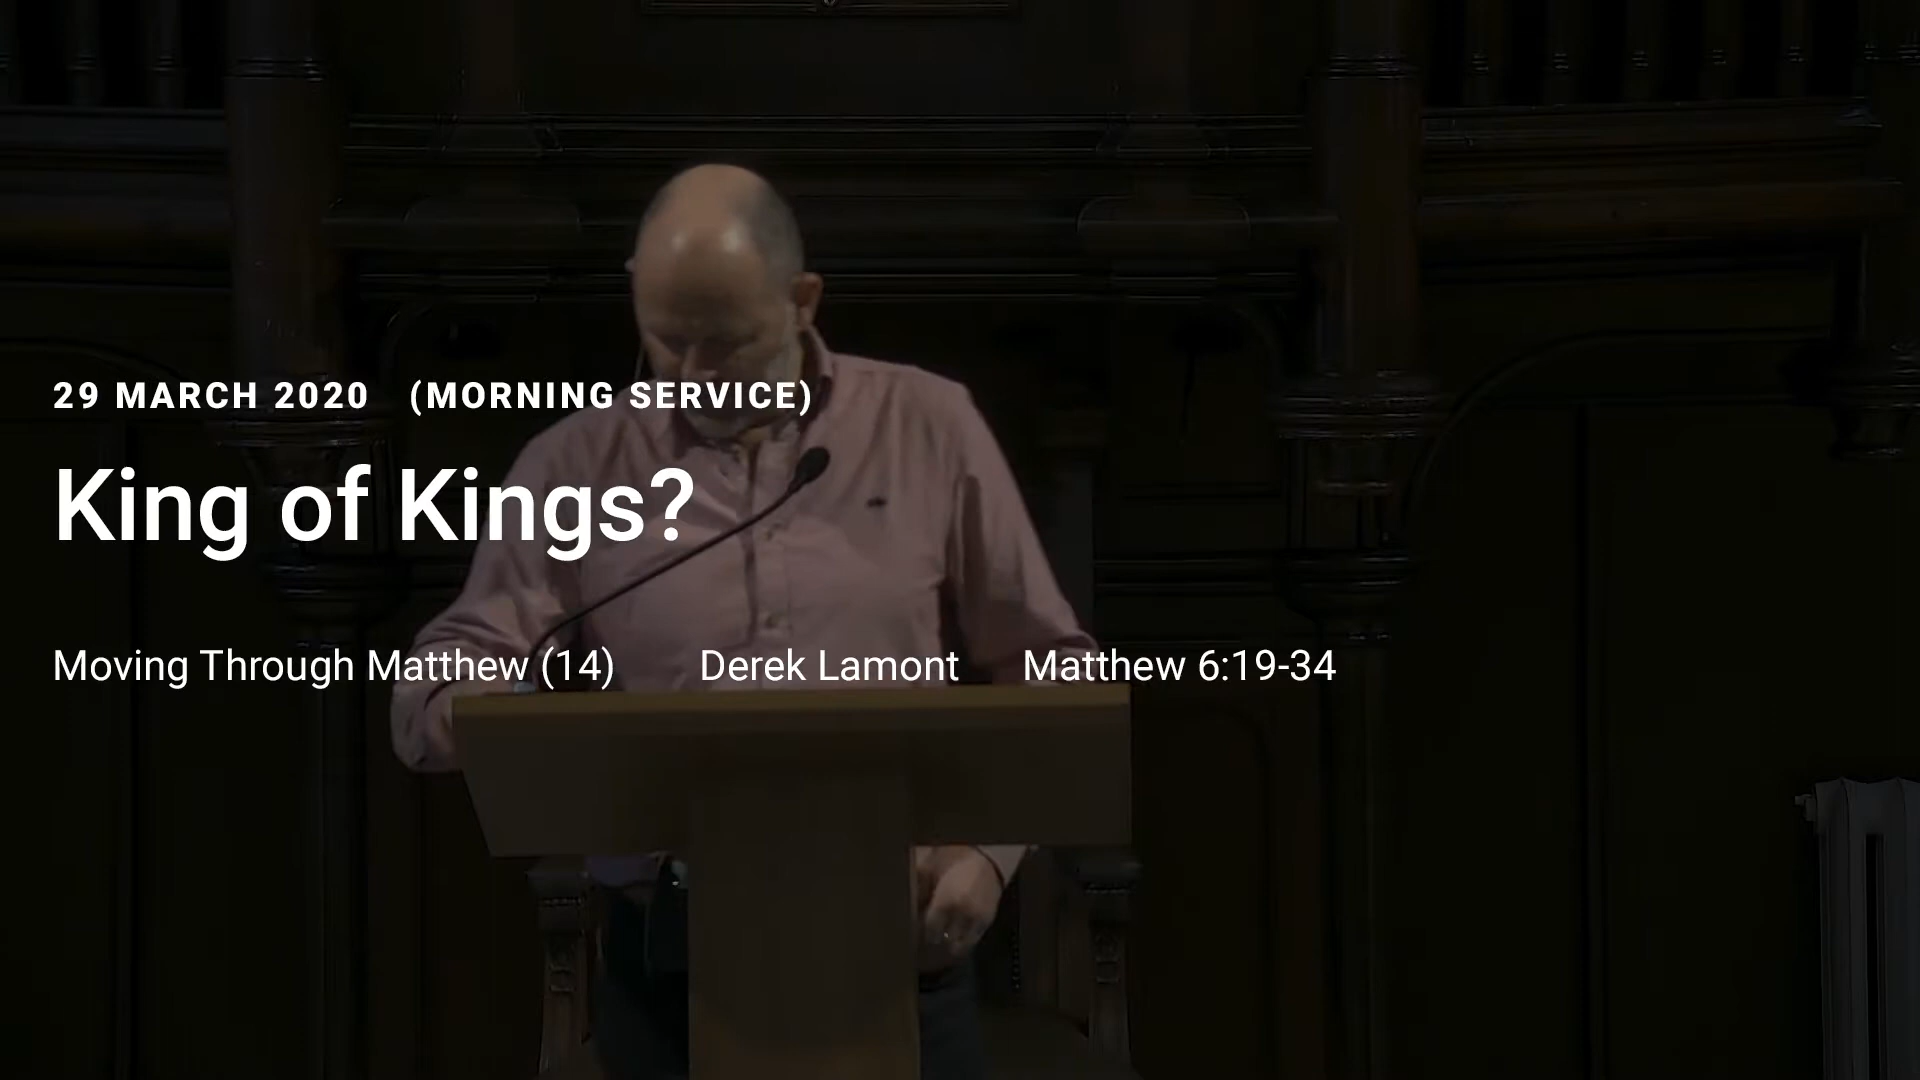 29 MARCH 2020 (MORNING SERVICE)
King of Kings?
Moving Through Matthew (14) Derek Lamont Matthew 6:19-34